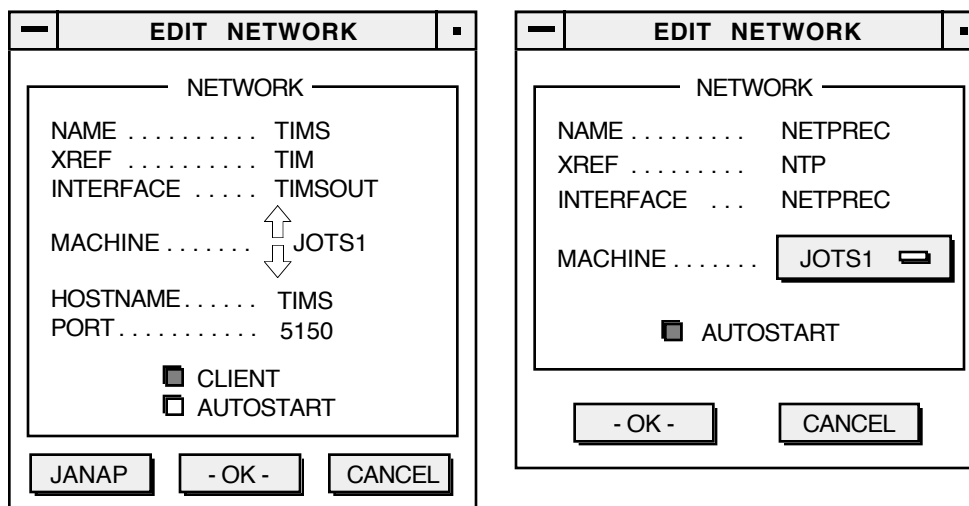 EDIT NETWORK
NETWORK
NAME . . . . . . . . . . TIMS
XREF . . . . . . . . . . TIM
INTERFACE . . . . . TIMSOUT
MACHINE . . . . . . . JOTS1
HOSTNAME . . . . . . TIMS
PORT . . . . . . . . . . . 5150
CLIENT
AUTOSTART
JANAP - OK - CANCEL
EDIT NETWORK
NETWORK
NAME . . . . . . . . . NETPREC
XREF . . . . . . . . . NTP
INTERFACE . . . NETPREC
MACHINE . . . . . . . JOTS1
AUTOSTART
- OK - CANCEL